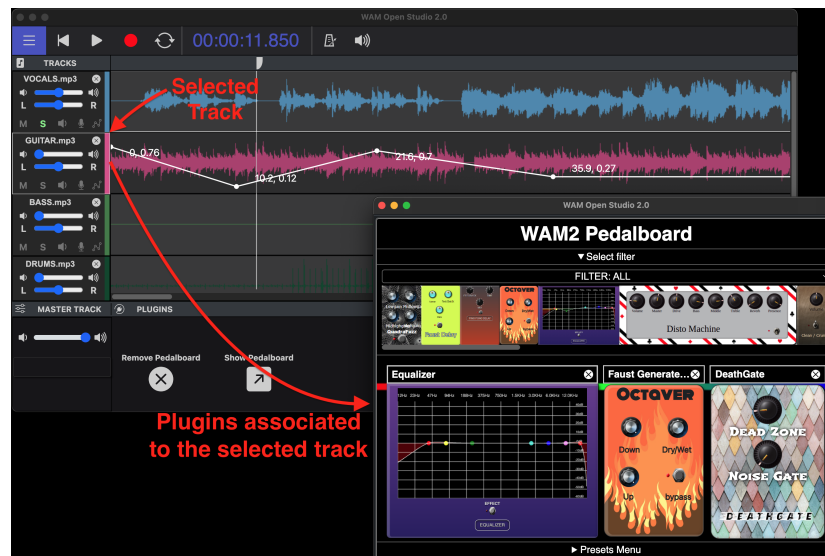 WAM Open Studio 2.0
00:00:11.850
TRACKS
VOCALS.mp3
L R
M S
Selected
Track
GUITAR.mp3
L R
M S
0, 0.76
10.2, 0.12
21.6, 0.7
35.9, 0.27
BASS.mp3
L R
M S
DRUMS.mp3
L R
MASTER TRACK
PLUGINS
Remove Pedalboard
Show Pedalboard
Plugins associated
to the selected track
WAM Open Studio 2.0
WAM2 Pedalboard
▼ Select filter
FILTER: ALL
OCTAVER
Faust Delay
Disto Machine
Equalizer
Faust Generate...
DeathGate
OCTAVER
Down Dry/Wet
Up bypass
DEAD ZONE
NOISE GATE
DEATHGATE
EFFECT
EQUALIZER
▶ Presets Menu